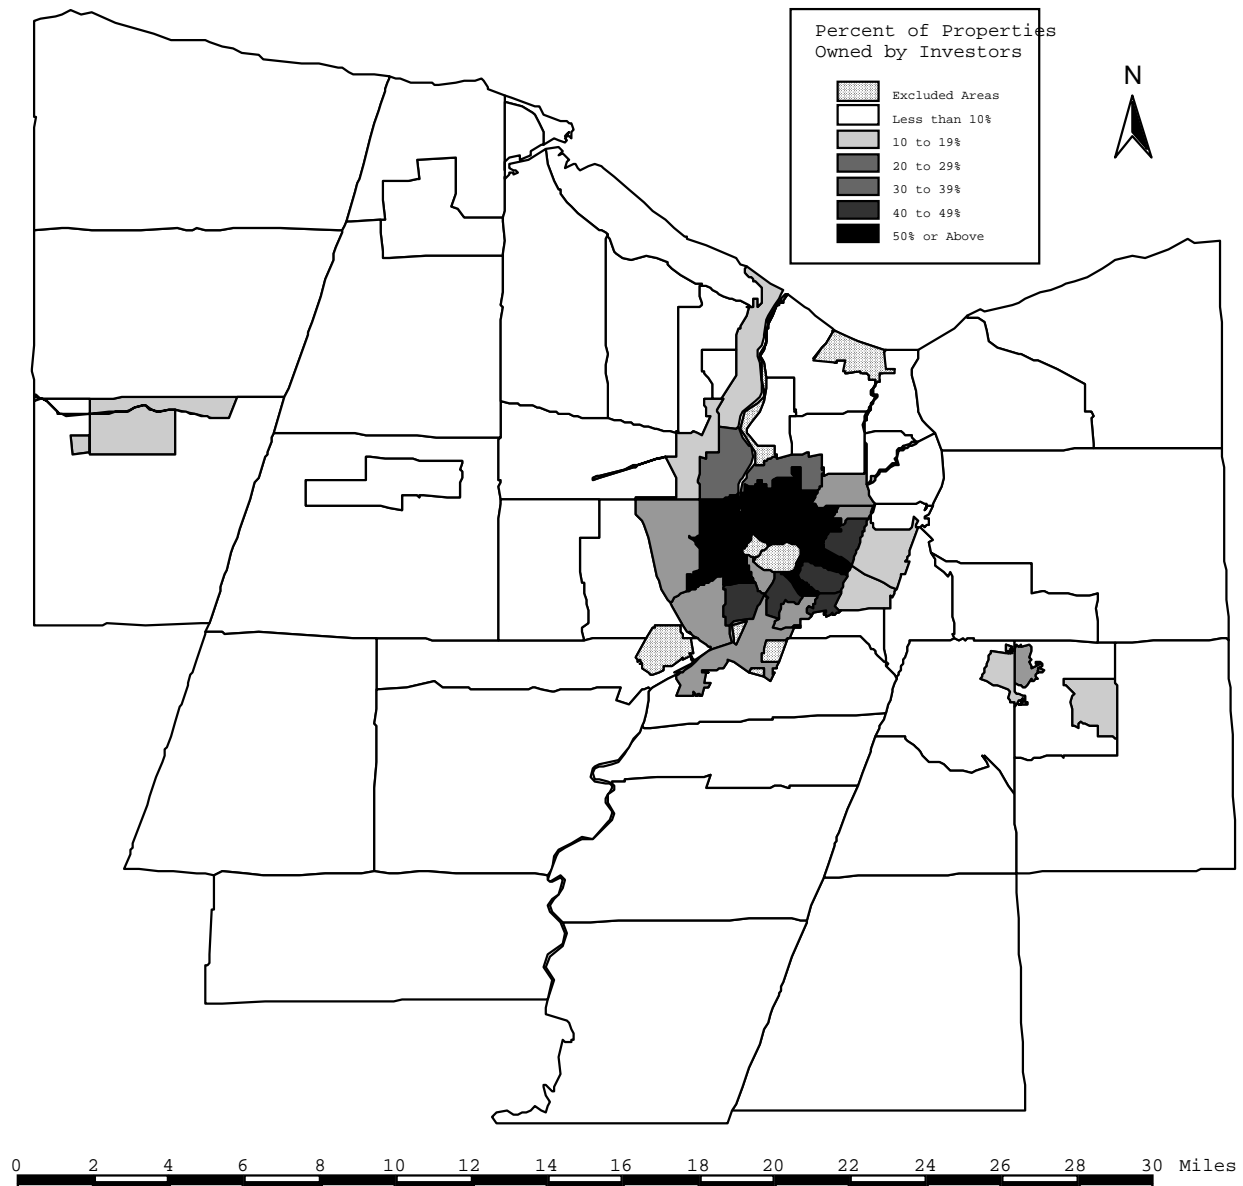 Percent of Properties
Owned by Investors
N
Excluded Areas
Less than 10%
10 to 19%
20 to 29%
30 to 39%
40 to 49%
50% or Above
0 2 4 6 8 10 12 14 16 18 20 22 24 26 28 30 Miles